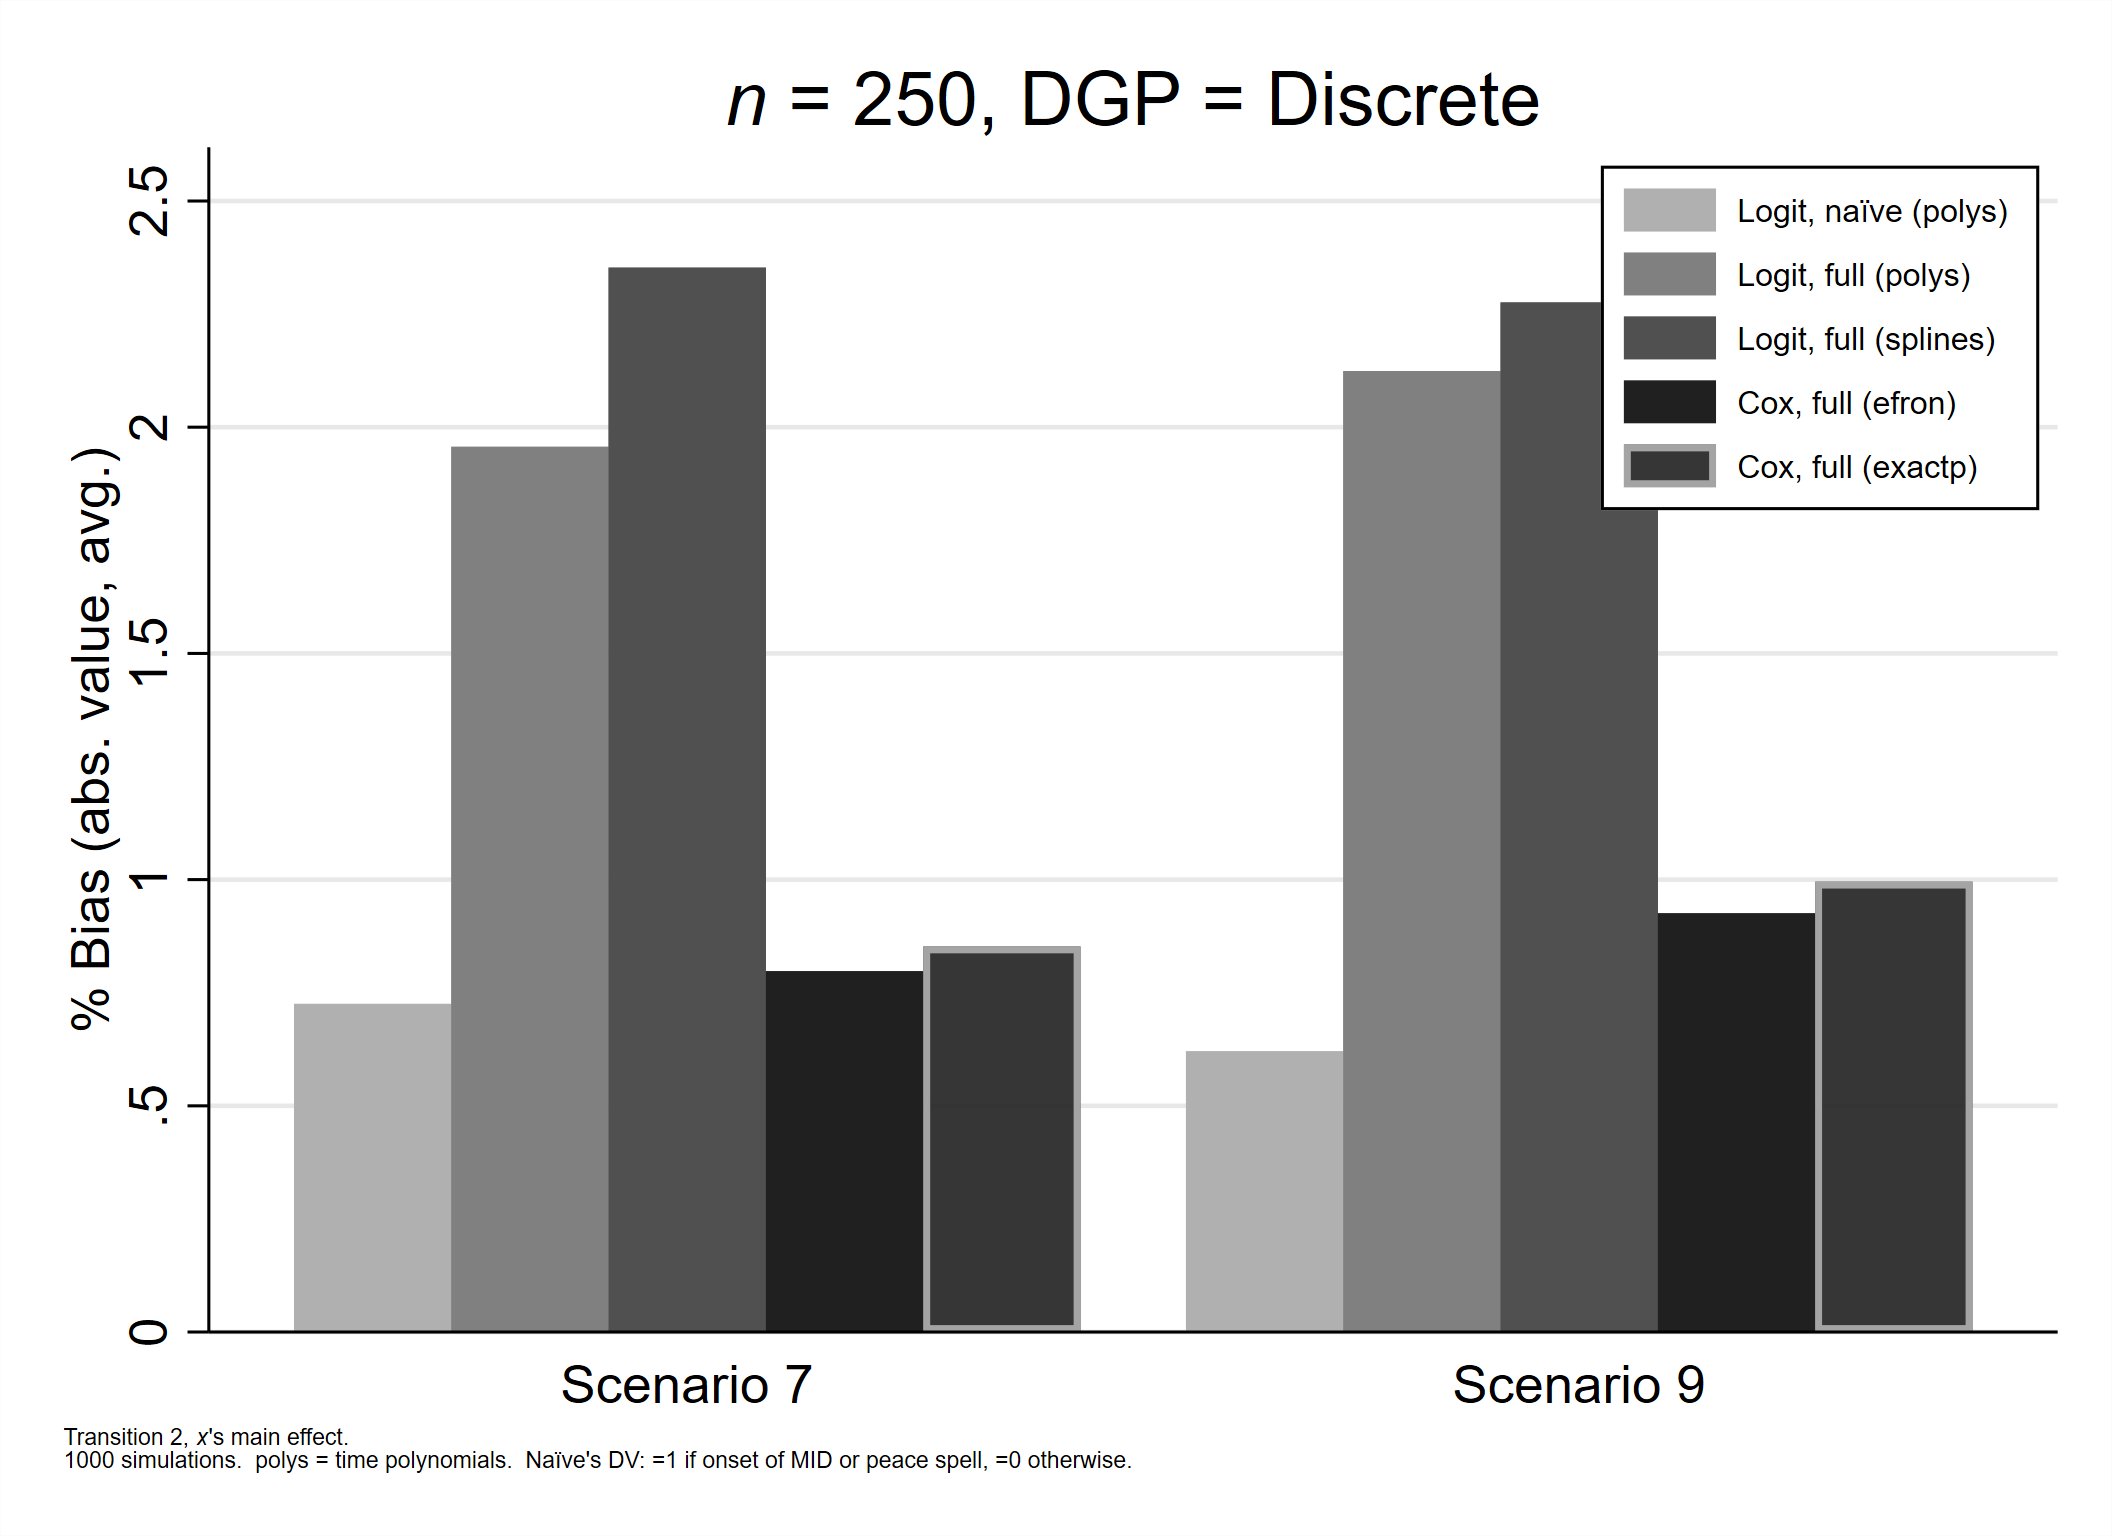 n = 250, DGP = Discrete
% Bias (abs. value, avg.)
2.5
2
1.5
1
.5
0
Logit, naïve (polys)
Logit, full (polys)
Logit, full (splines)
Cox, full (efron)
Cox, full (exactp)
Scenario 7
Scenario 9
Transition 2, x's main effect.
1000 simulations.  polys = time polynomials.  Naïve's DV: =1 if onset of MID or peace spell, =0 otherwise.